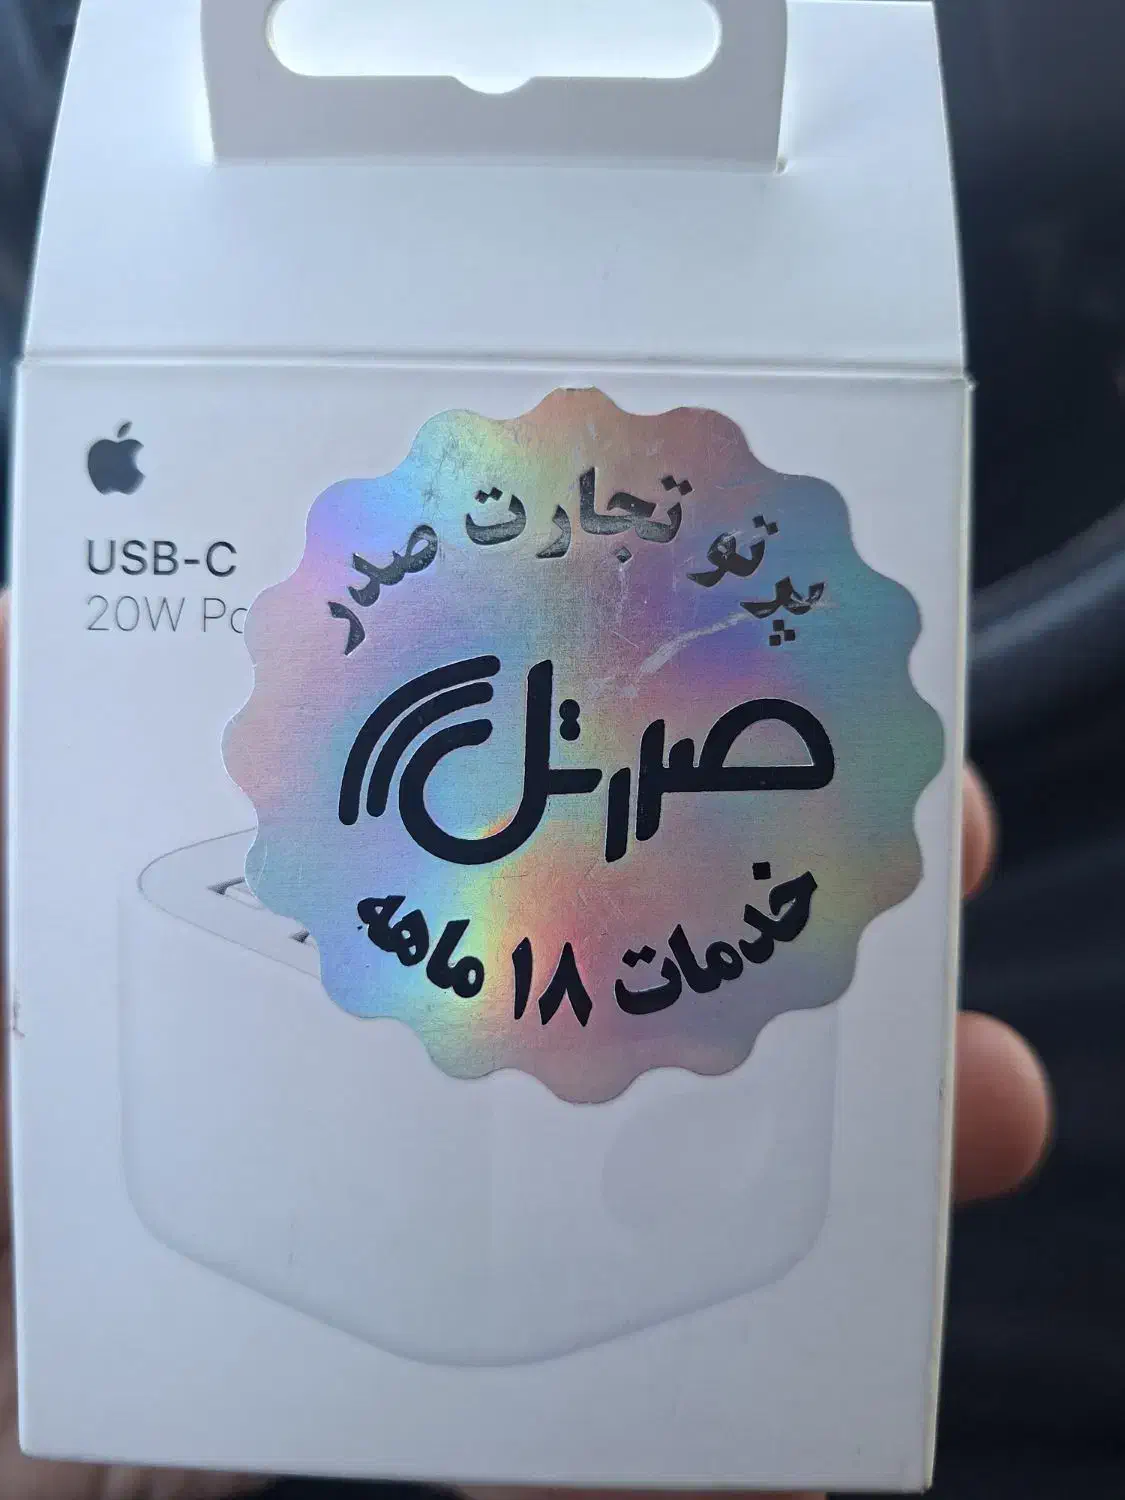 USB-C
20W Po
پرتو تجارت صدر
صدرتل
خدمات ۱۸ ماهه